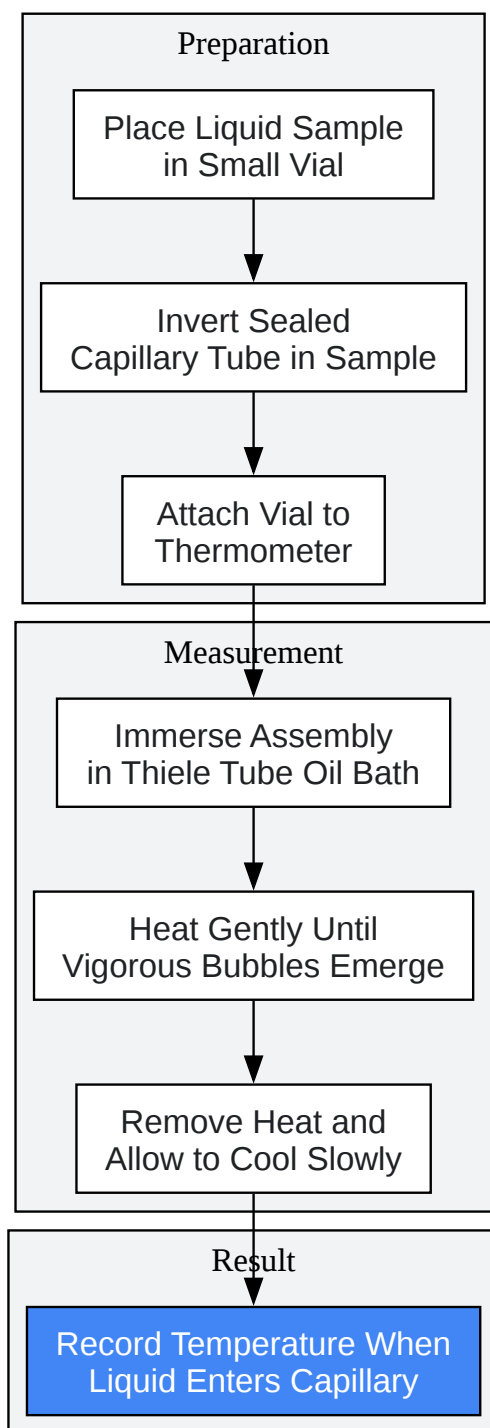 Preparation
Place Liquid Sample
in Small Vial
Invert Sealed
Capillary Tube in Sample
Attach Vial to
Thermometer
Measurement
Immerse Assembly
in Thiele Tube Oil Bath
Heat Gently Until
Vigorous Bubbles Emerge
Remove Heat and
Allow to Cool Slowly
Result
Record Temperature When
Liquid Enters Capillary